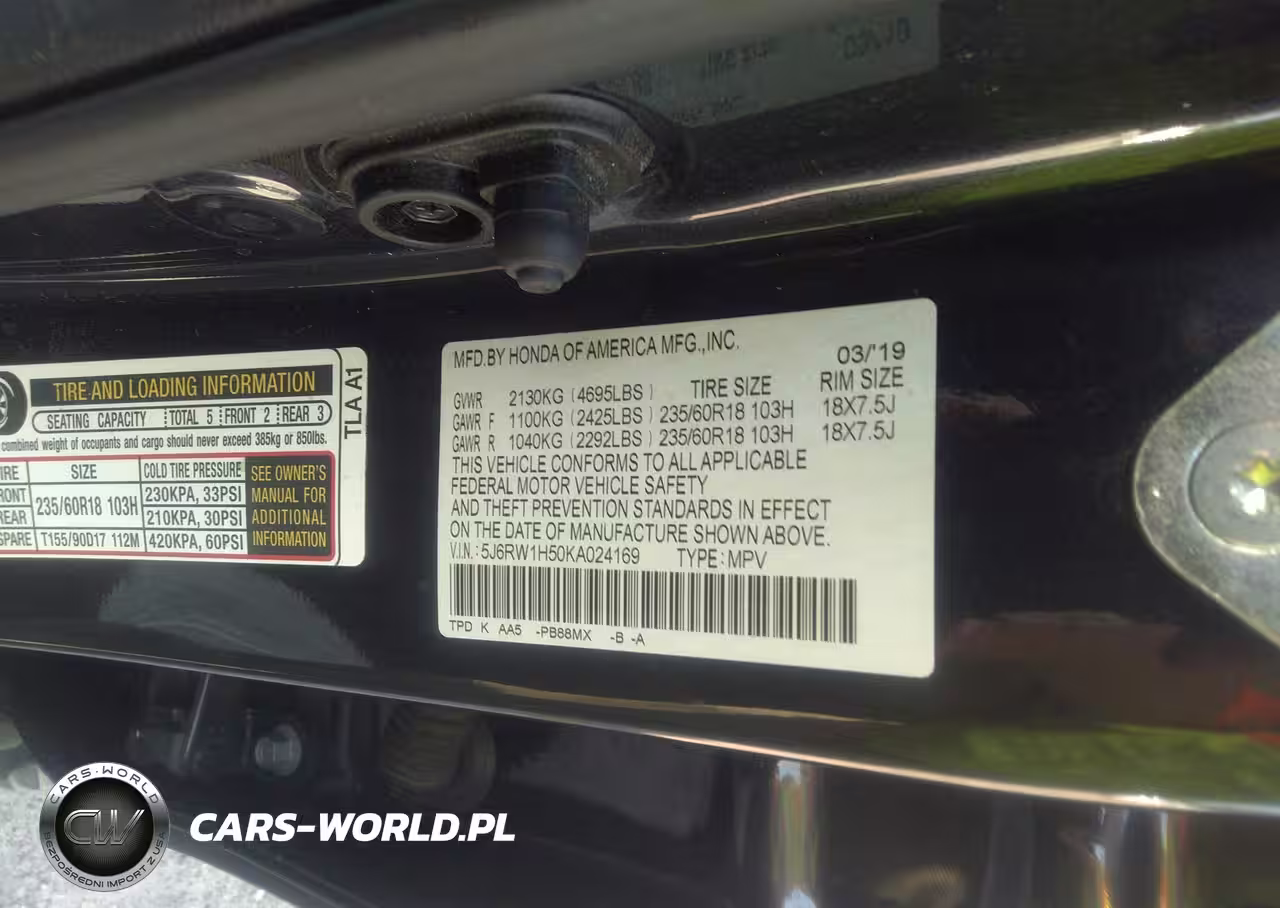 TIRE AND LOADING INFORMATION
SEATING CAPACITY TOTAL 5 FRONT 2 REAR 3
combined weight of occupants and cargo should never exceed 385kg or 850lbs.
SIZE COLD TIRE PRESSURE SEE OWNER'S MANUAL FOR ADDITIONAL INFORMATION
235/60R18 103H
230KPA, 33PSI
REAR 210KPA, 30PSI
SPARE T155/90D17 112M 420KPA, 60PSI
TLA A1
MFD.BY HONDA OF AMERICA MFG.,INC. 03/'19
GVWR 2130KG (4695LBS) TIRE SIZE RIM SIZE
GAWR F 1100KG (2425LBS) 235/60R18 103H 18X7.5J
GAWR R 1040KG (2292LBS) 235/60R18 103H 18X7.5J
THIS VEHICLE CONFORMS TO ALL APPLICABLE
FEDERAL MOTOR VEHICLE SAFETY
AND THEFT PREVENTION STANDARDS IN EFFECT
ON THE DATE OF MANUFACTURE SHOWN ABOVE.
V.I.N.: 5J6RW1H50KA024169 TYPE: MPV
TPD K AA5 -PB88MX -B -A
CARS-WORLD
CW
BEZPOŚREDNI IMPORT Z USA
CARS-WORLD.PL